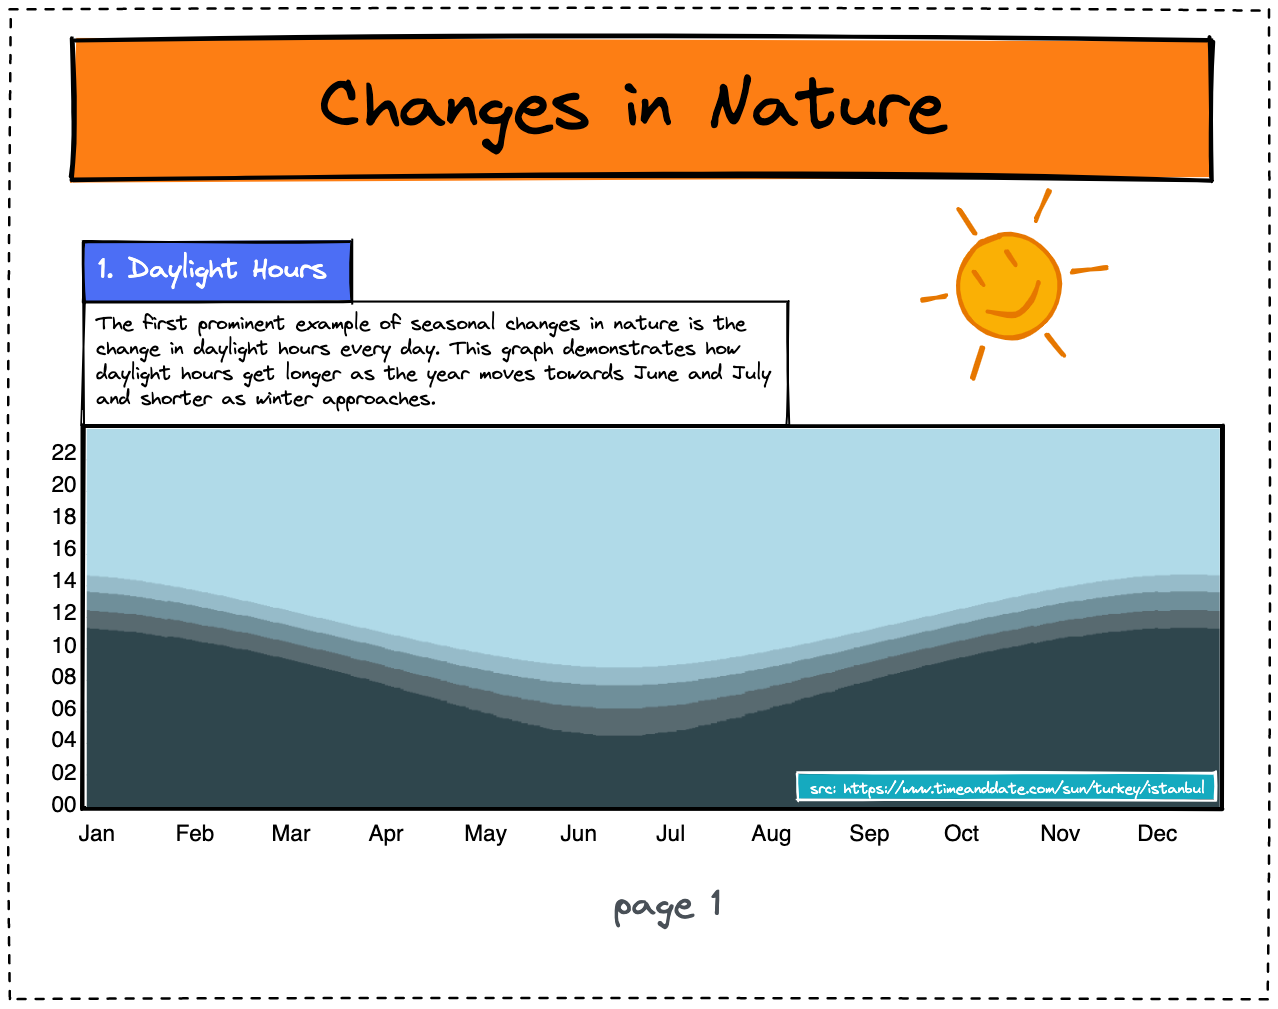 Changes in Nature
1. Daylight Hours
The first prominent example of seasonal changes in nature is the
change in daylight hours every day. This graph demonstrates how
daylight hours get longer as the year moves towards June and July
and shorter as winter approaches.
22
20
18
16
14
12
10
08
06
04
02
00
src: https://www.timeanddate.com/sun/turkey/istanbul
Jan Feb Mar Apr May Jun Jul Aug Sep Oct Nov Dec
page 1